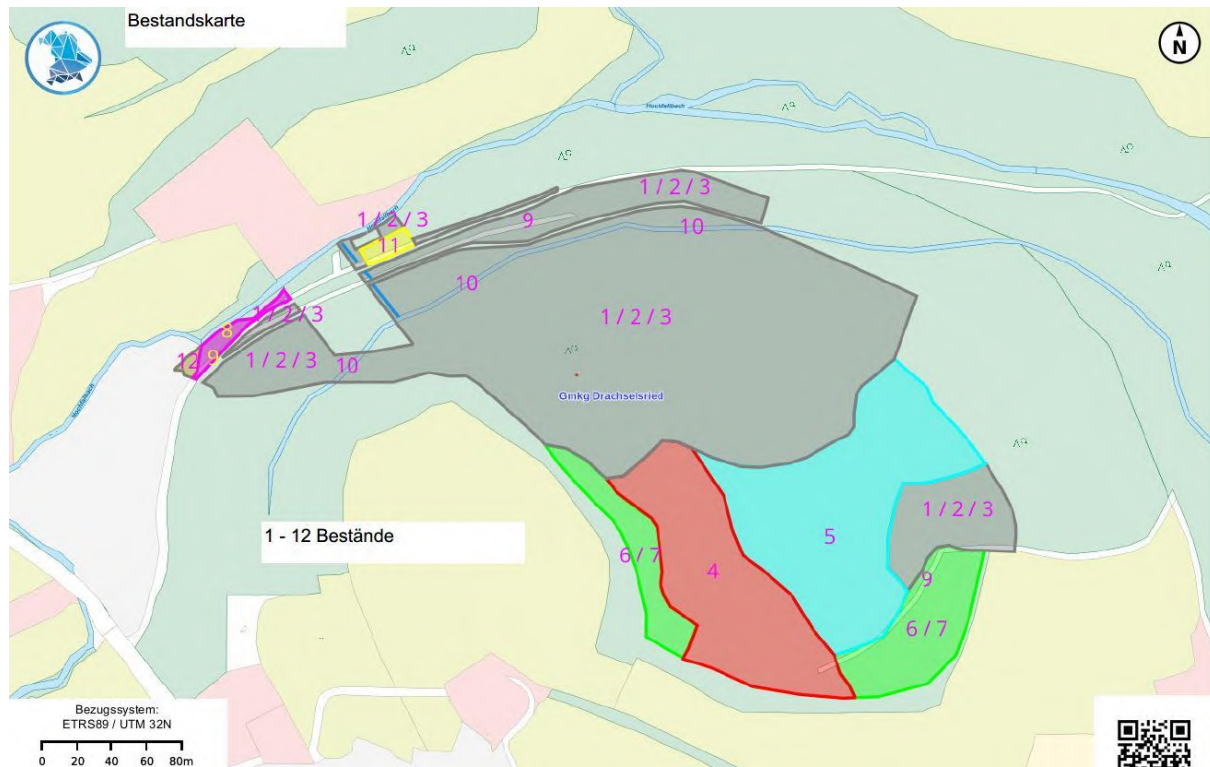 Bestandskarte
N
Hochfallbach
1 / 2 / 3
1 / 2 / 3
9
10
11
10
1 / 2 / 3
8
1 / 2 / 3
12
9
1 / 2 / 3
10
Gmkg Drachselsried
1 / 2 / 3
1 - 12 Bestände
5
6 / 7
4
9
6 / 7
Bezugssystem:
ETRS89 / UTM 32N
0 20 40 60 80m